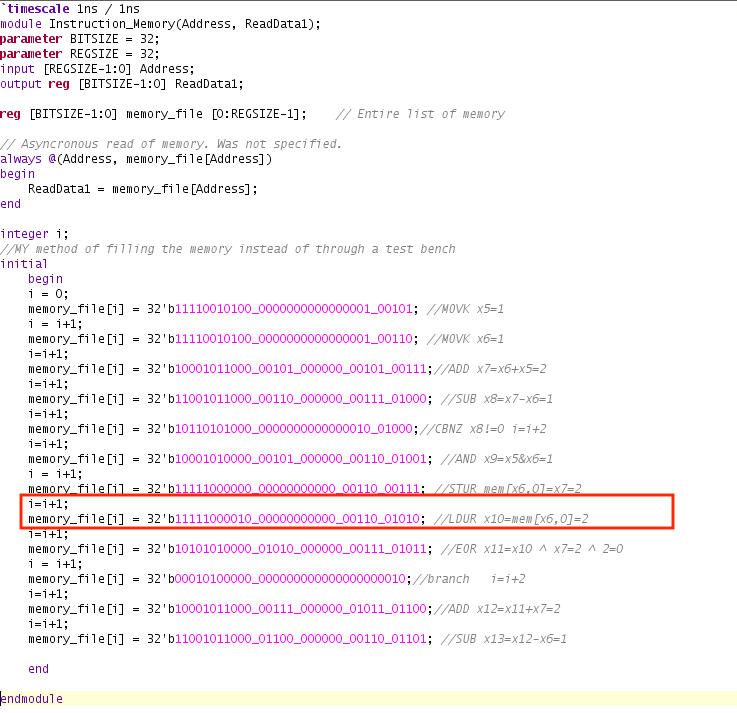 `timescale 1ns / 1ns
module Instruction_Memory(Address, ReadData1);
parameter BITSIZE = 32;
parameter REGSIZE = 32;
input [REGSIZE-1:0] Address;
output reg [BITSIZE-1:0] ReadData1;
reg [BITSIZE-1:0] memory_file [0:REGSIZE-1];    // Entire list of memory
// Asyncronous read of memory. Was not specified.
always @(Address, memory_file[Address])
begin
ReadData1 = memory_file[Address];
end
integer i;
//MY method of filling the memory instead of through a test bench
initial
begin
i = 0;
memory_file[i] = 32'b11110010100_0000000000000001_00101; //MOVK x5=1
i = i+1;
memory_file[i] = 32'b11110010100_0000000000000001_00110; //MOVK x6=1
i=i+1;
memory_file[i] = 32'b10001011000_00101_000000_00101_00111;//ADD x7=x6+x5=2
i=i+1;
memory_file[i] = 32'b11001011000_00110_000000_00111_01000; //SUB x8=x7-x6=1
i=i+1;
memory_file[i] = 32'b10110101000_0000000000000010_01000;//CBNZ x8!=0 i=i+2
i=i+1;
memory_file[i] = 32'b10001010000_00101_000000_00110_01001; //AND x9=x5&x6=1
i = i+1;
memory_file[i] = 32'b11111000000_000000000000_00110_00111; //STUR mem[x6,0]=x7=2
i=i+1;
memory_file[i] = 32'b11111000010_000000000000_00110_01010; //LDUR x10=mem[x6,0]=2
i=i+1;
memory_file[i] = 32'b10101010000_01010_000000_00111_01011; //EOR x11=x10 ^ x7=2 ^ 2=0
i = i+1;
memory_file[i] = 32'b00010100000_000000000000000000010;//branch   i=i+2
i=i+1;
memory_file[i] = 32'b10001011000_00111_000000_01011_01100;//ADD x12=x11+x7=2
i=i+1;
memory_file[i] = 32'b11001011000_01100_000000_00110_01101; //SUB x13=x12-x6=1
end
endmodule